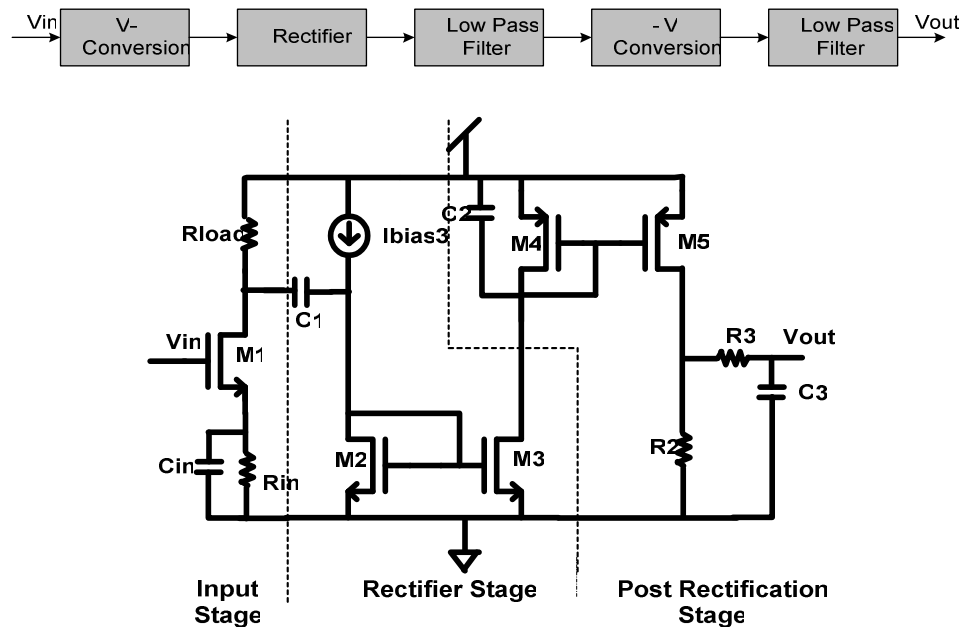 Vin
V-
Conversion
Rectifier
Low Pass
Filter
- V
Conversion
Low Pass
Filter
Vout
Rload
C1
Ibias3
C2
M4
M5
Vin
M1
R3
Vout
C3
Cin
Rin
M2
M3
R2
Input
Stage
Rectifier Stage
Post Rectification
Stage